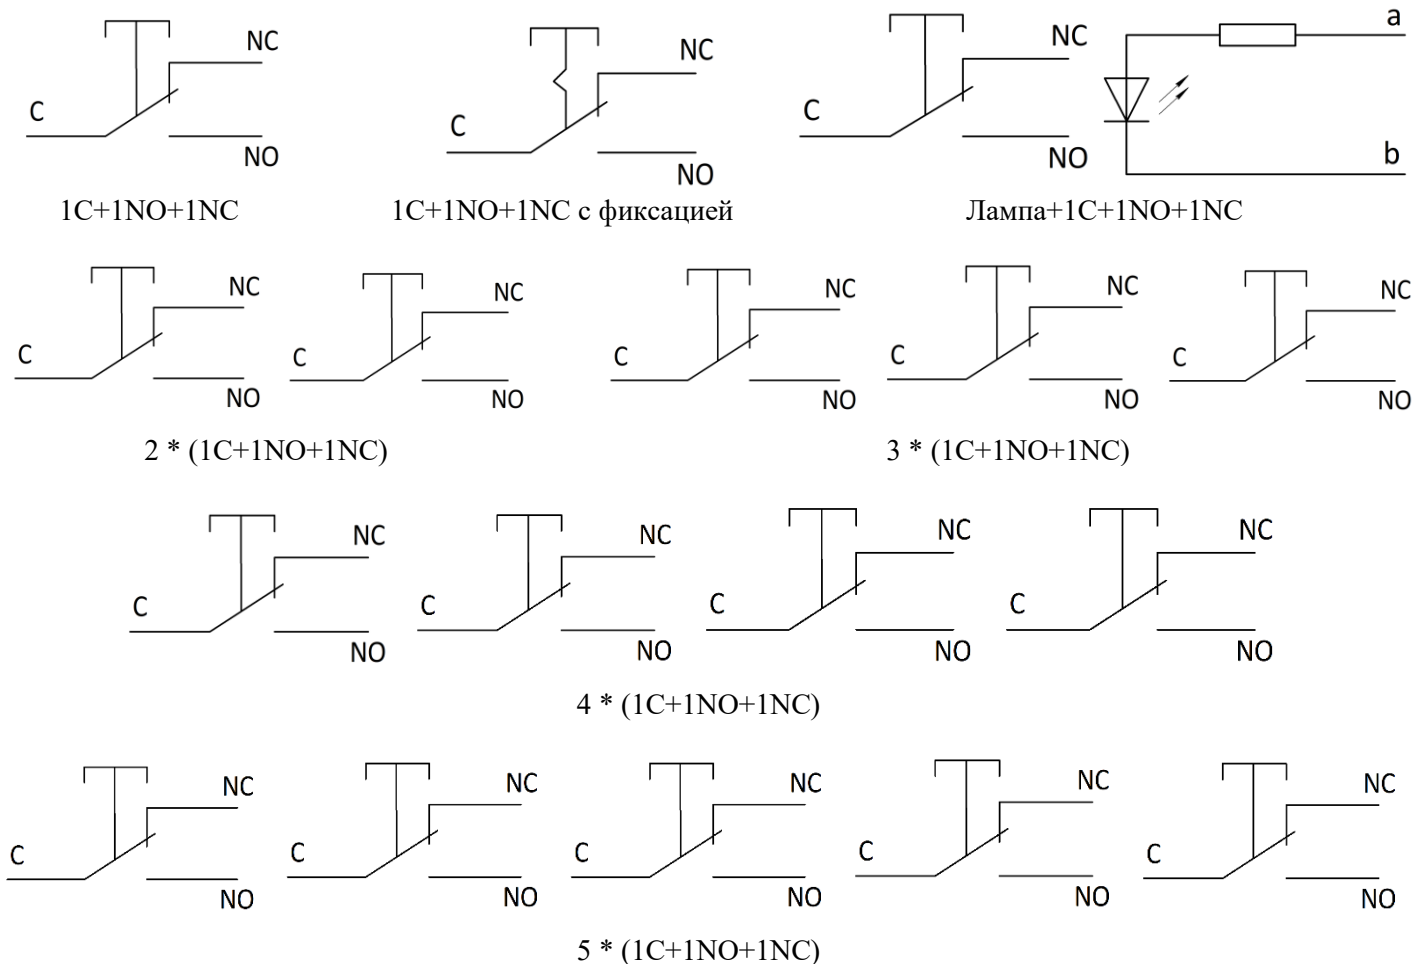 NC
C
NO
1C+1NO+1NC
NC
C
NO
1C+1NO+1NC с фиксацией
NC
C
NO
a
b
Лампа+1C+1NO+1NC
NC
C
NO
NC
C
NO
2 * (1C+1NO+1NC)
NC
C
NO
NC
C
NO
NC
C
NO
3 * (1C+1NO+1NC)
NC
C
NO
NC
C
NO
NC
C
NO
NC
C
NO
4 * (1C+1NO+1NC)
NC
C
NO
NC
C
NO
NC
C
NO
NC
C
NO
NC
C
NO
5 * (1C+1NO+1NC)